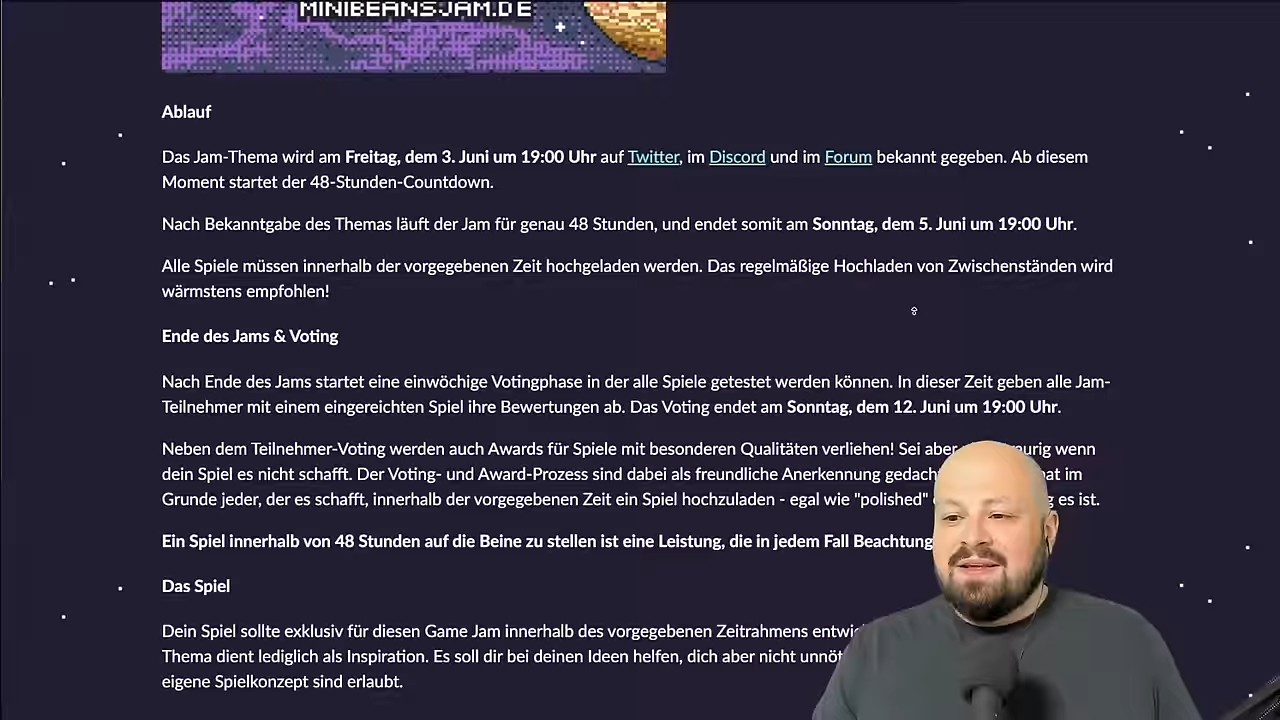 MINIBEANSJAM.DE
Ablauf
Das Jam-Thema wird am Freitag, dem 3. Juni um 19:00 Uhr auf Twitter, im Discord und im Forum bekannt gegeben. Ab diesem
Moment startet der 48-Stunden-Countdown.
Nach Bekanntgabe des Themas läuft der Jam für genau 48 Stunden, und endet somit am Sonntag, dem 5. Juni um 19:00 Uhr.
Alle Spiele müssen innerhalb der vorgegebenen Zeit hochgeladen werden. Das regelmäßige Hochladen von Zwischenständen wird
wärmstens empfohlen!
Ende des Jams & Voting
Nach Ende des Jams startet eine einwöchige Votingphase in der alle Spiele getestet werden können. In dieser Zeit geben alle Jam-
Teilnehmer mit einem eingereichten Spiel ihre Bewertungen ab. Das Voting endet am Sonntag, dem 12. Juni um 19:00 Uhr.
Neben dem Teilnehmer-Voting werden auch Awards für Spiele mit besonderen Qualitäten verliehen! Sei aber wenn
dein Spiel es nicht schafft. Der Voting- und Award-Prozess sind dabei als freundliche Anerkennung im
Grunde jeder, der es schafft, innerhalb der vorgegebenen Zeit ein Spiel hochzuladen - egal wie "polished" es ist.
Ein Spiel innerhalb von 48 Stunden auf die Beine zu stellen ist eine Leistung, die in jedem Fall Beachtung
Das Spiel
Dein Spiel sollte exklusiv für diesen Game Jam innerhalb des vorgegebenen Zeitrahmens
Thema dient lediglich als Inspiration. Es soll dir bei deinen Ideen helfen, dich aber nicht
eigene Spielkonzept sind erlaubt.